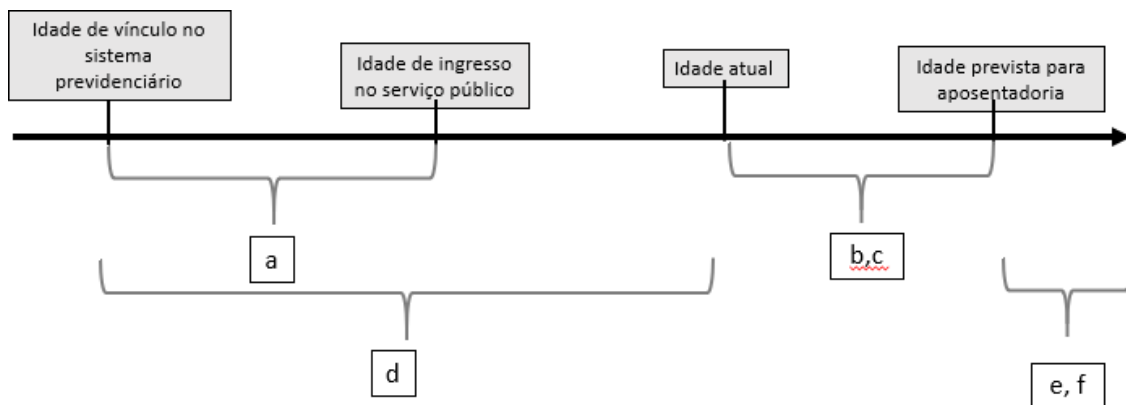 Idade de vínculo no
sistema
previdenciário
Idade de ingresso
no serviço público
Idade atual
Idade prevista para
aposentadoria
a
b,c
d
e, f